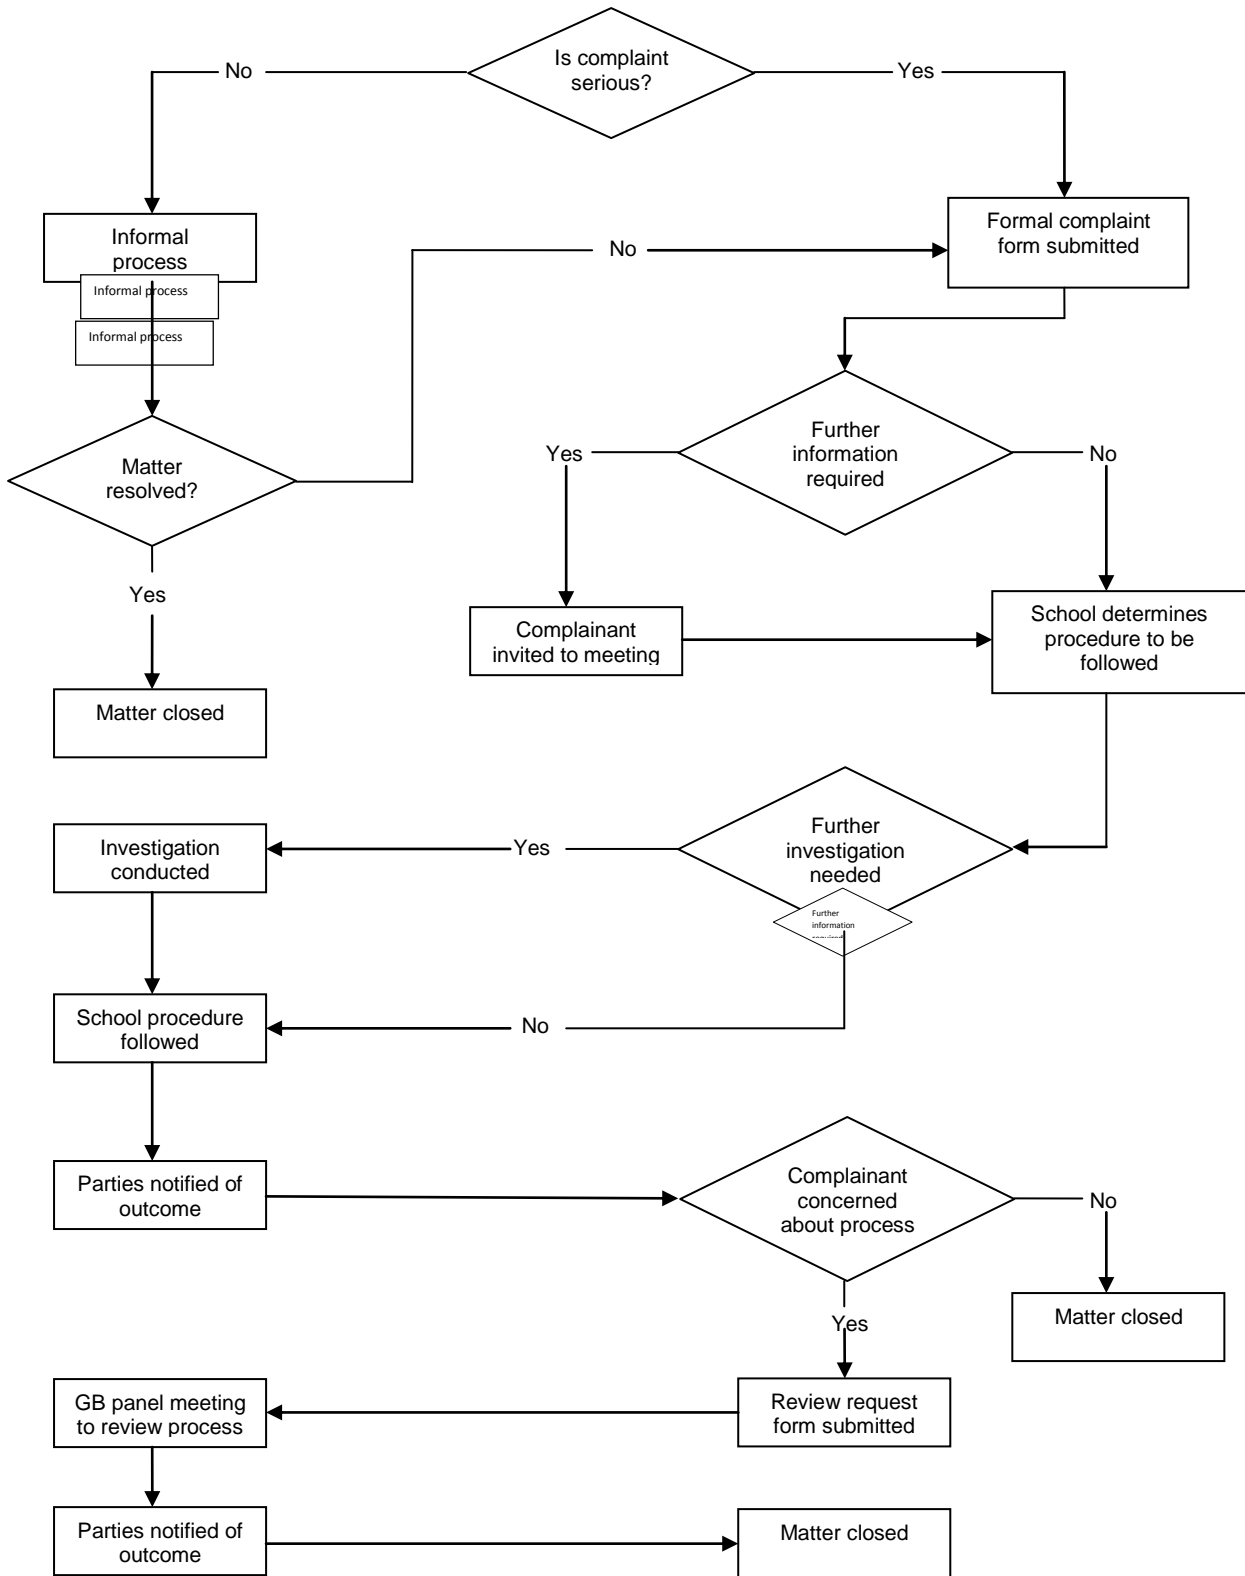 Is complaint
serious?
No
Yes
Informal
process
Formal complaint
form submitted
No
Informal process
Informal process
Further
information
required
Yes
No
Matter
resolved?
Yes
Complainant
invited to meeting
School determines
procedure to be
followed
Matter closed
Further
investigation
needed
Yes
Investigation
conducted
Further
information
School procedure
followed
No
Parties notified of
outcome
Complainant
concerned
about process
No
Yes
Matter closed
GB panel meeting
to review process
Review request
form submitted
Parties notified of
outcome
Matter closed